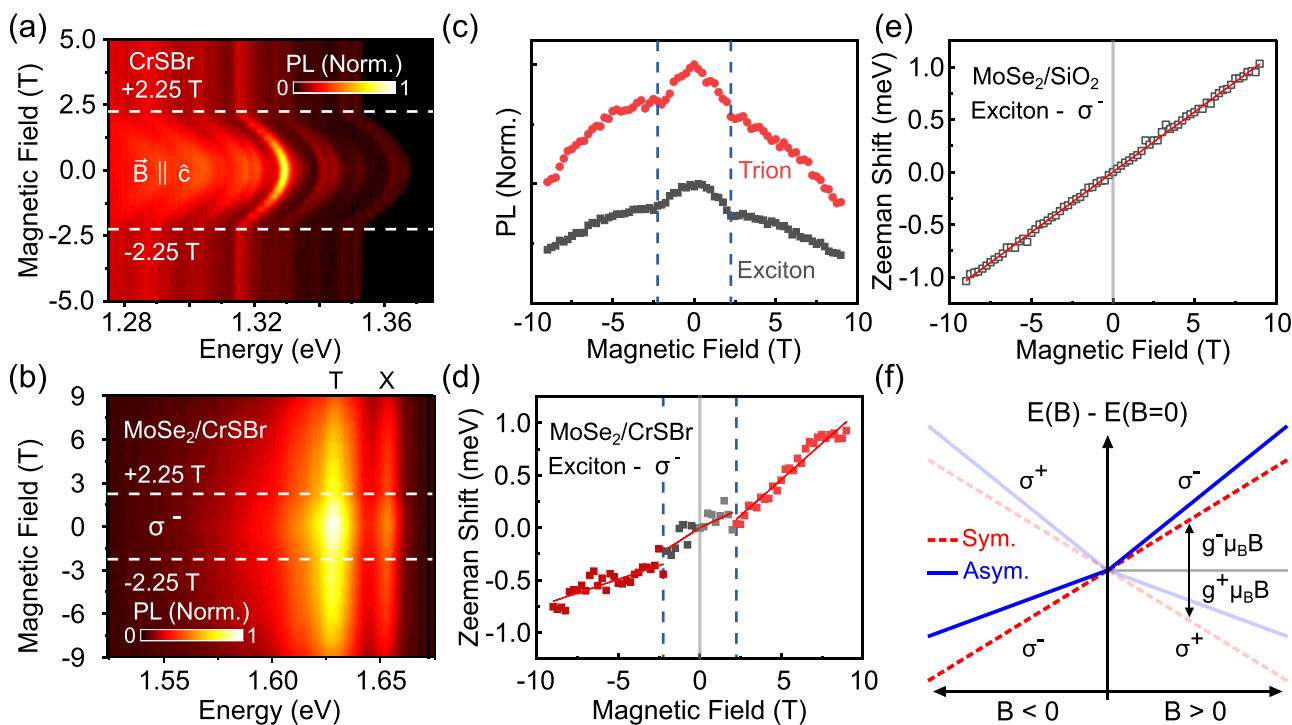 (a)
CrSBr
+2.25 T
PL (Norm.)
0 1
B⃗ ∥ ĉ
-2.25 T
5.0
2.5
0.0
-2.5
-5.0
Magnetic Field (T)
1.28 1.32 1.36
Energy (eV)
(b)
T X
MoSe₂/CrSBr
+2.25 T
σ⁻
-2.25 T
PL (Norm.)
0 1
9
6
3
0
-3
-6
-9
Magnetic Field (T)
1.55 1.60 1.65
Energy (eV)
(c)
PL (Norm.)
Trion
Exciton
-10 -5 0 5 10
Magnetic Field (T)
(d)
MoSe₂/CrSBr
Exciton - σ⁻
1.0
0.5
0.0
-0.5
-1.0
Zeeman Shift (meV)
-10 -5 0 5 10
Magnetic Field (T)
(e)
MoSe₂/SiO₂
Exciton - σ⁻
1.0
0.5
0.0
-0.5
-1.0
Zeeman Shift (meV)
-10 -5 0 5 10
Magnetic Field (T)
(f)
E(B) - E(B=0)
σ⁺ σ⁻
Sym.
Asym.
g⁻μ_BB
g⁺μ_BB
σ⁻ σ⁺
B < 0 B > 0